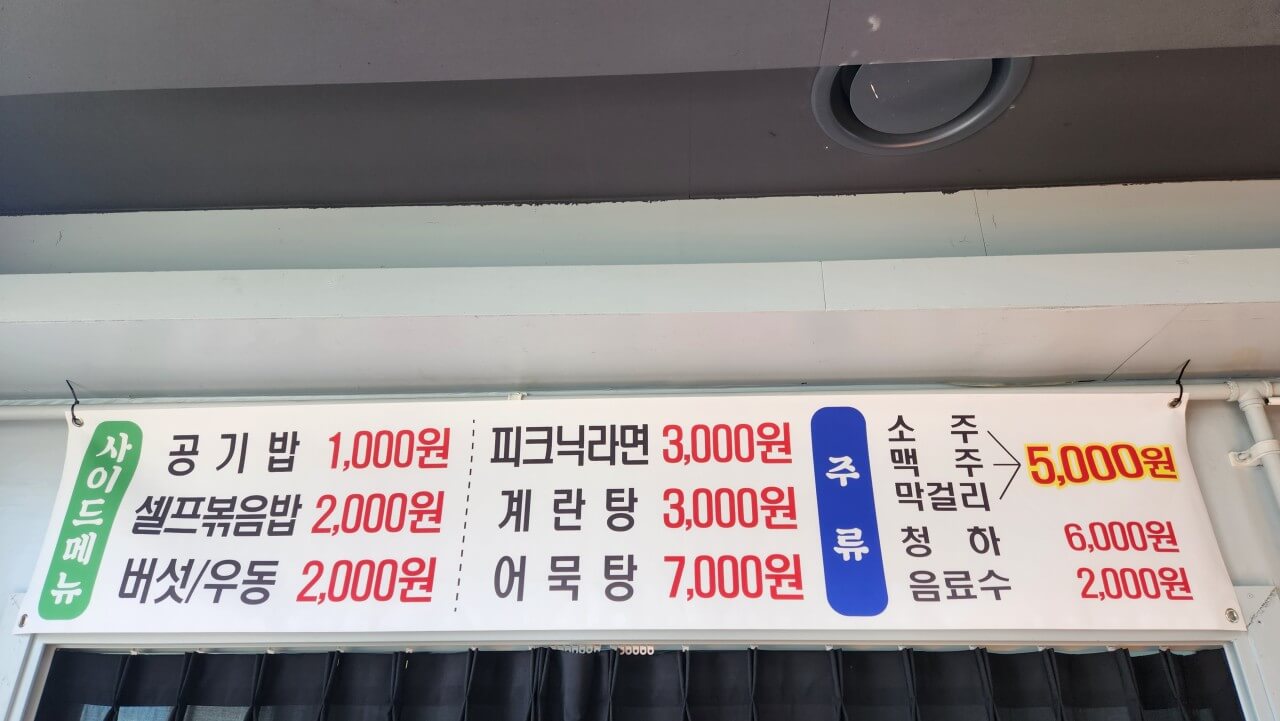 사이드메뉴
공기밥 1,000원
셀프볶음밥 2,000원
버섯/우동 2,000원
피크닉라면 3,000원
계란탕 3,000원
어묵탕 7,000원
주류
소주
맥주
막걸리
5,000원
청하 6,000원
음료수 2,000원